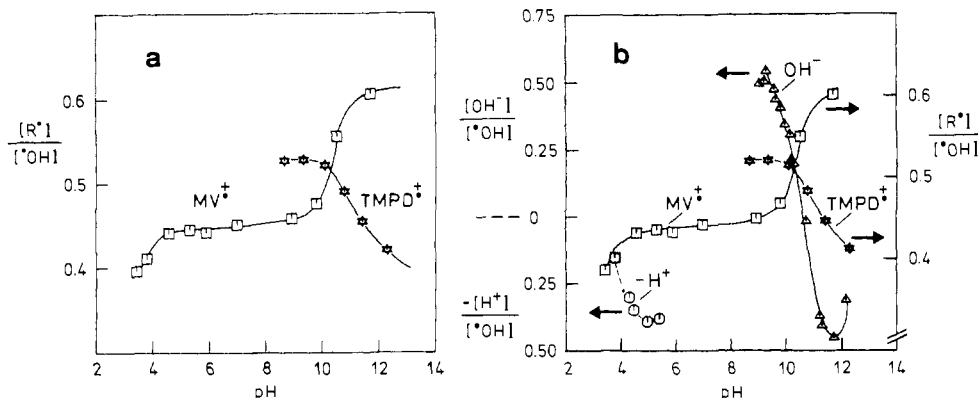 a
0.6
0.5
0.4
[R•]
[•OH]
MV•+
TMPD•+
2 4 6 8 10 12 14
pH
b
0.75
0.50
0.25
0
0.25
0.50
[OH⁻]
[•OH]
-[H⁺]
[•OH]
OH⁻
MV•+
TMPD•+
-H⁺
0.6
0.5
0.4
[R•]
[•OH]
2 4 6 8 10 12 14
pH